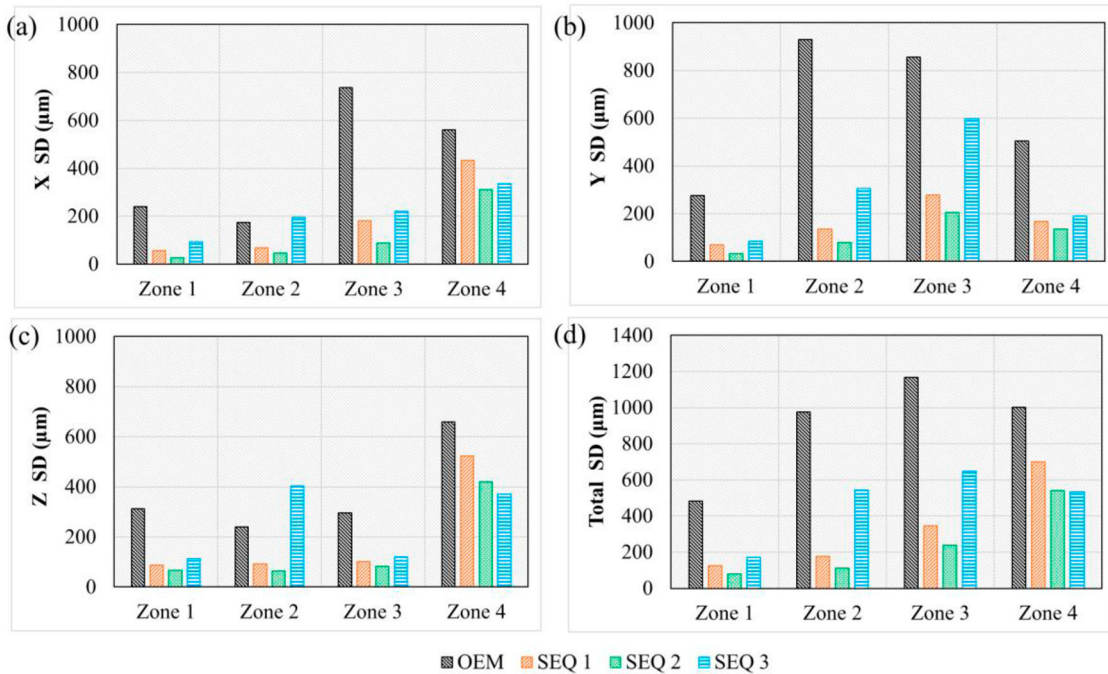 (a)
X SD (μm)
1000
800
600
400
200
0
Zone 1 Zone 2 Zone 3 Zone 4
(b)
Y SD (μm)
1000
800
600
400
200
0
Zone 1 Zone 2 Zone 3 Zone 4
(c)
Z SD (μm)
1000
800
600
400
200
0
Zone 1 Zone 2 Zone 3 Zone 4
(d)
Total SD (μm)
1400
1200
1000
800
600
400
200
0
Zone 1 Zone 2 Zone 3 Zone 4
OEM SEQ 1 SEQ 2 SEQ 3